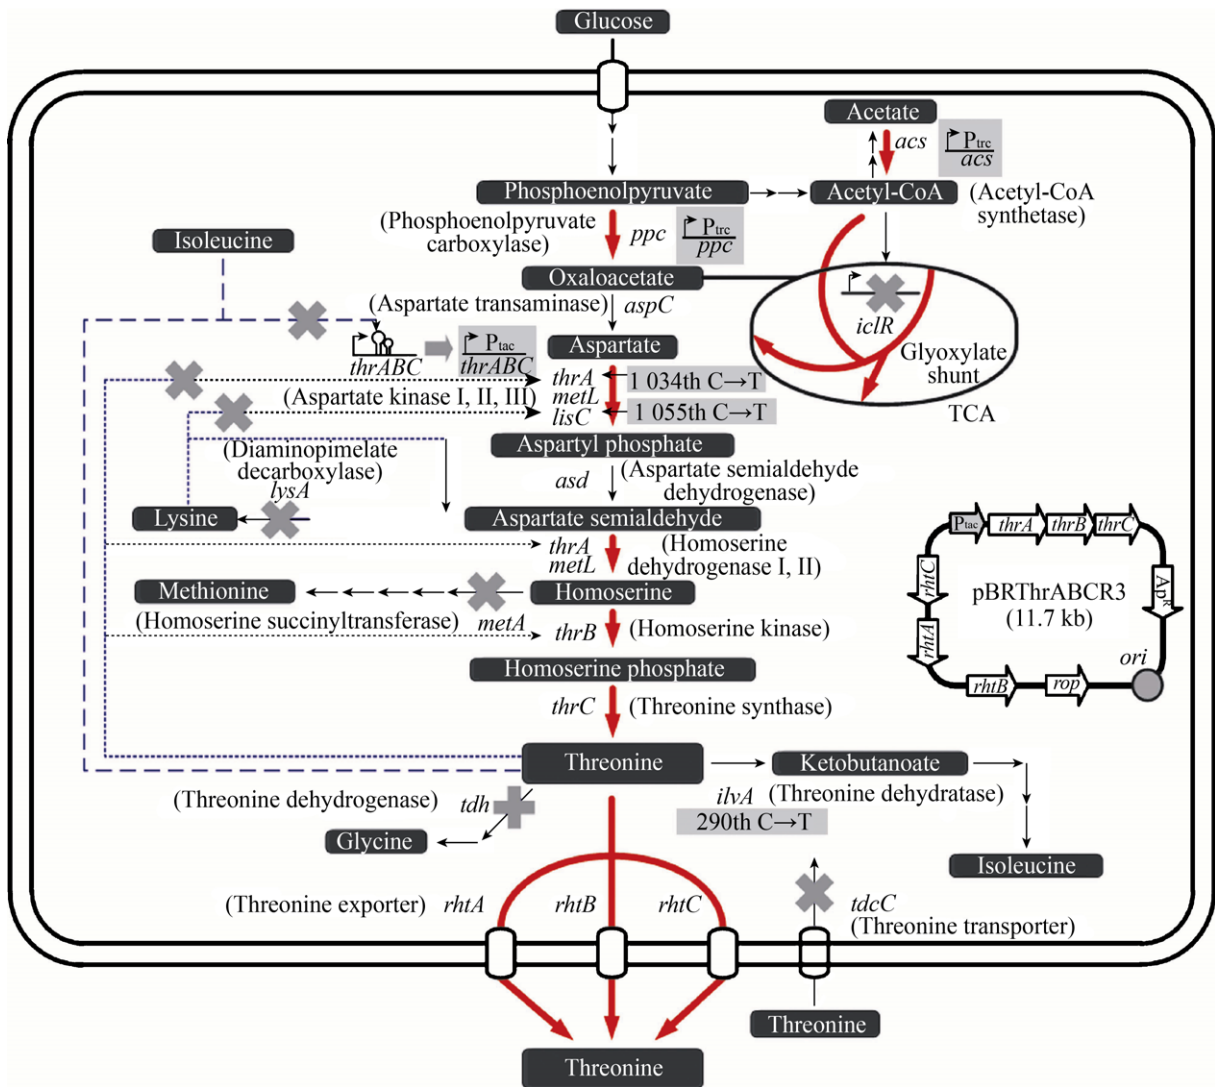 Glucose
Acetate
acs
Ptrc
acs
Phosphoenolpyruvate
Acetyl-CoA
(Acetyl-CoA
synthetase)
(Phosphoenolpyruvate
carboxylase)
ppc
Ptrc
ppc
Isoleucine
Oxaloacetate
(Aspartate transaminase)
aspC
iclR
Glyoxylate
shunt
TCA
thrABC
Ptac
thrABC
Aspartate
thrA
metL
lisC
1 034th C→T
1 055th C→T
(Aspartate kinase I, II, III)
Aspartyl phosphate
(Diaminopimelate
decarboxylase)
lysA
asd
(Aspartate semialdehyde
dehydrogenase)
Lysine
Aspartate semialdehyde
thrA
metL
(Homoserine
dehydrogenase I, II)
Methionine
Homoserine
(Homoserine succinyltransferase)
metA
thrB
(Homoserine kinase)
Homoserine phosphate
thrC
(Threonine synthase)
Ptac
thrA
thrB
thrC
rhtC
rhtA
rhtB
rop
ori
ApR
pBRThrABCR3
(11.7 kb)
Threonine
Ketobutanoate
(Threonine dehydrogenase)
tdh
ilvA
(Threonine dehydratase)
290th C→T
Glycine
Isoleucine
(Threonine exporter)
rhtA
rhtB
rhtC
tdcC
(Threonine transporter)
Threonine
Threonine